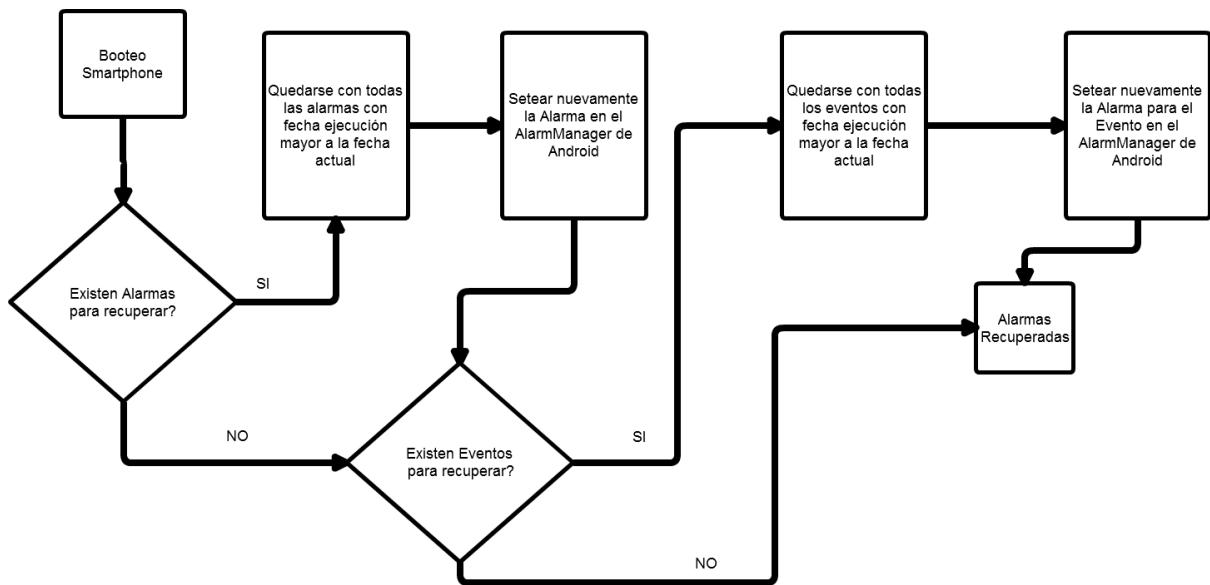 Booteo
Smartphone
Existen Alarmas
para recuperar?
SI
NO
Quedarse con todas
las alarmas con
fecha ejecución
mayor a la fecha
actual
Setear nuevamente
la Alarma en el
AlarmManager de
Android
Existen Eventos
para recuperar?
SI
NO
Quedarse con todas
los eventos con
fecha ejecución
mayor a la fecha
actual
Setear nuevamente
la Alarma para el
Evento en el
AlarmManager de
Android
Alarmas
Recuperadas